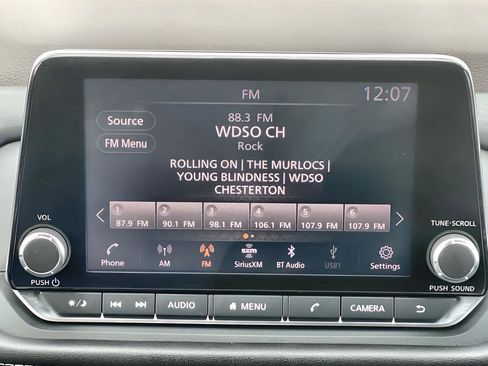 FM
12:07
88.3 FM
Source
WDSO CH
FM Menu
Rock
ROLLING ON | THE MURLOCS |
YOUNG BLINDNESS | WDSO
CHESTERTON
1 2 3 4 5 6
87.9 FM 90.1 FM 98.1 FM 106.1 FM 107.9 FM 107.9 FM
VOL
TUNE·SCROLL
Phone AM FM SiriusXM BT Audio USB1 Settings
sxm
PUSH
PUSH SOUND
AUDIO MENU CAMERA